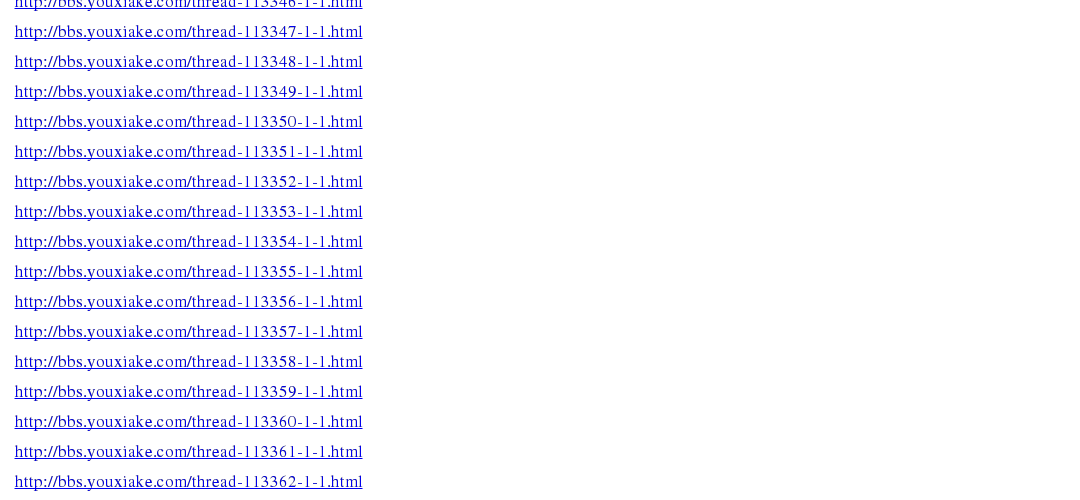 http://bbs.youxiake.com/thread-113346-1-1.html
http://bbs.youxiake.com/thread-113347-1-1.html
http://bbs.youxiake.com/thread-113348-1-1.html
http://bbs.youxiake.com/thread-113349-1-1.html
http://bbs.youxiake.com/thread-113350-1-1.html
http://bbs.youxiake.com/thread-113351-1-1.html
http://bbs.youxiake.com/thread-113352-1-1.html
http://bbs.youxiake.com/thread-113353-1-1.html
http://bbs.youxiake.com/thread-113354-1-1.html
http://bbs.youxiake.com/thread-113355-1-1.html
http://bbs.youxiake.com/thread-113356-1-1.html
http://bbs.youxiake.com/thread-113357-1-1.html
http://bbs.youxiake.com/thread-113358-1-1.html
http://bbs.youxiake.com/thread-113359-1-1.html
http://bbs.youxiake.com/thread-113360-1-1.html
http://bbs.youxiake.com/thread-113361-1-1.html
http://bbs.youxiake.com/thread-113362-1-1.html